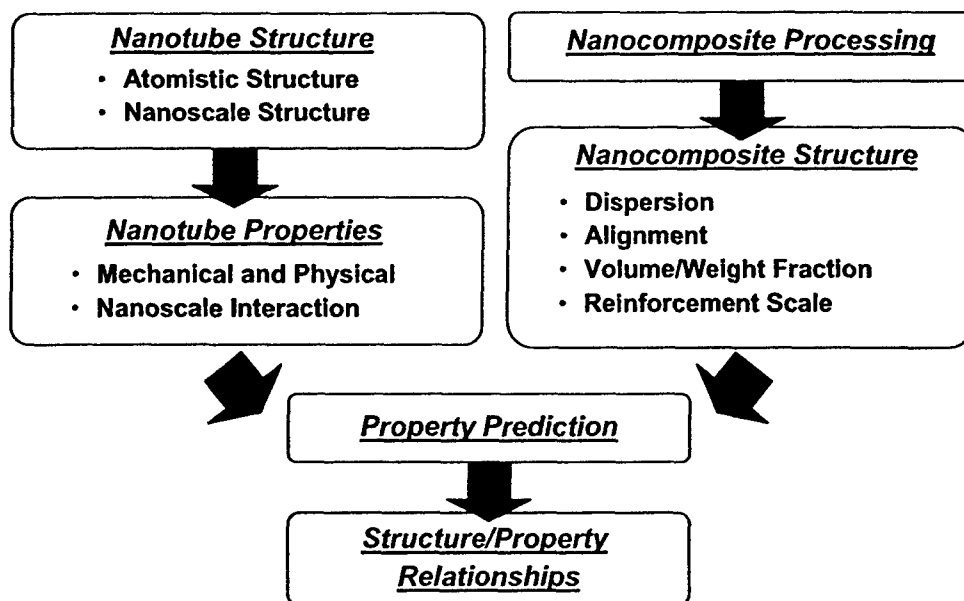 Nanotube Structure
• Atomistic Structure
• Nanoscale Structure
Nanotube Properties
• Mechanical and Physical
• Nanoscale Interaction
Nanocomposite Processing
Nanocomposite Structure
• Dispersion
• Alignment
• Volume/Weight Fraction
• Reinforcement Scale
Property Prediction
Structure/Property
Relationships